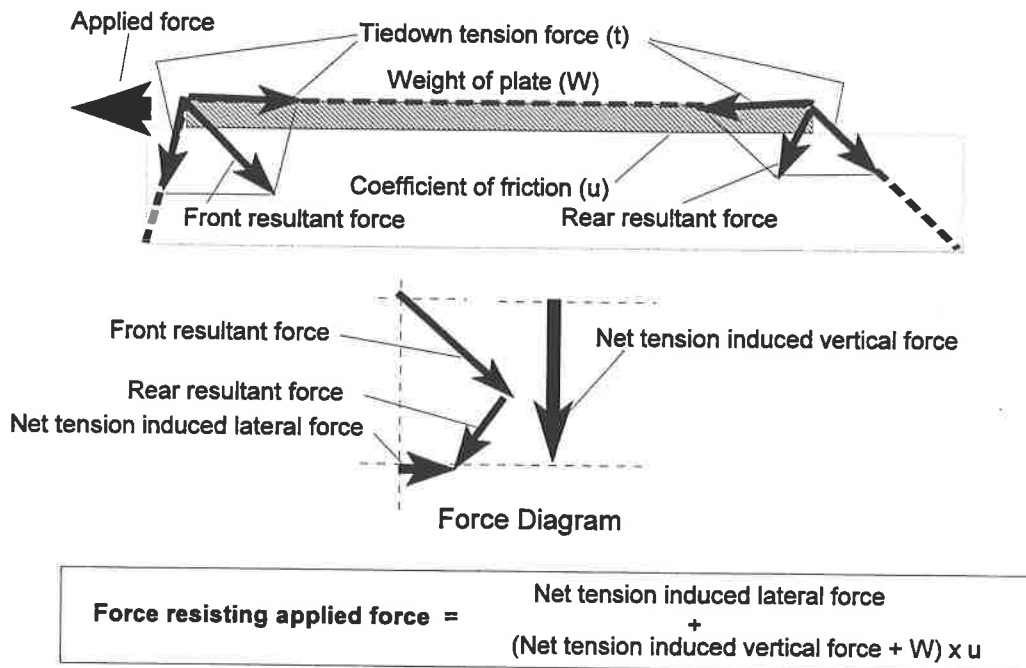 Applied force
Tiedown tension force (t)
Weight of plate (W)
Coefficient of friction (u)
Front resultant force
Rear resultant force
Front resultant force
Net tension induced vertical force
Rear resultant force
Net tension induced lateral force
Force Diagram
Force resisting applied force =
Net tension induced lateral force
+
(Net tension induced vertical force + W) x u